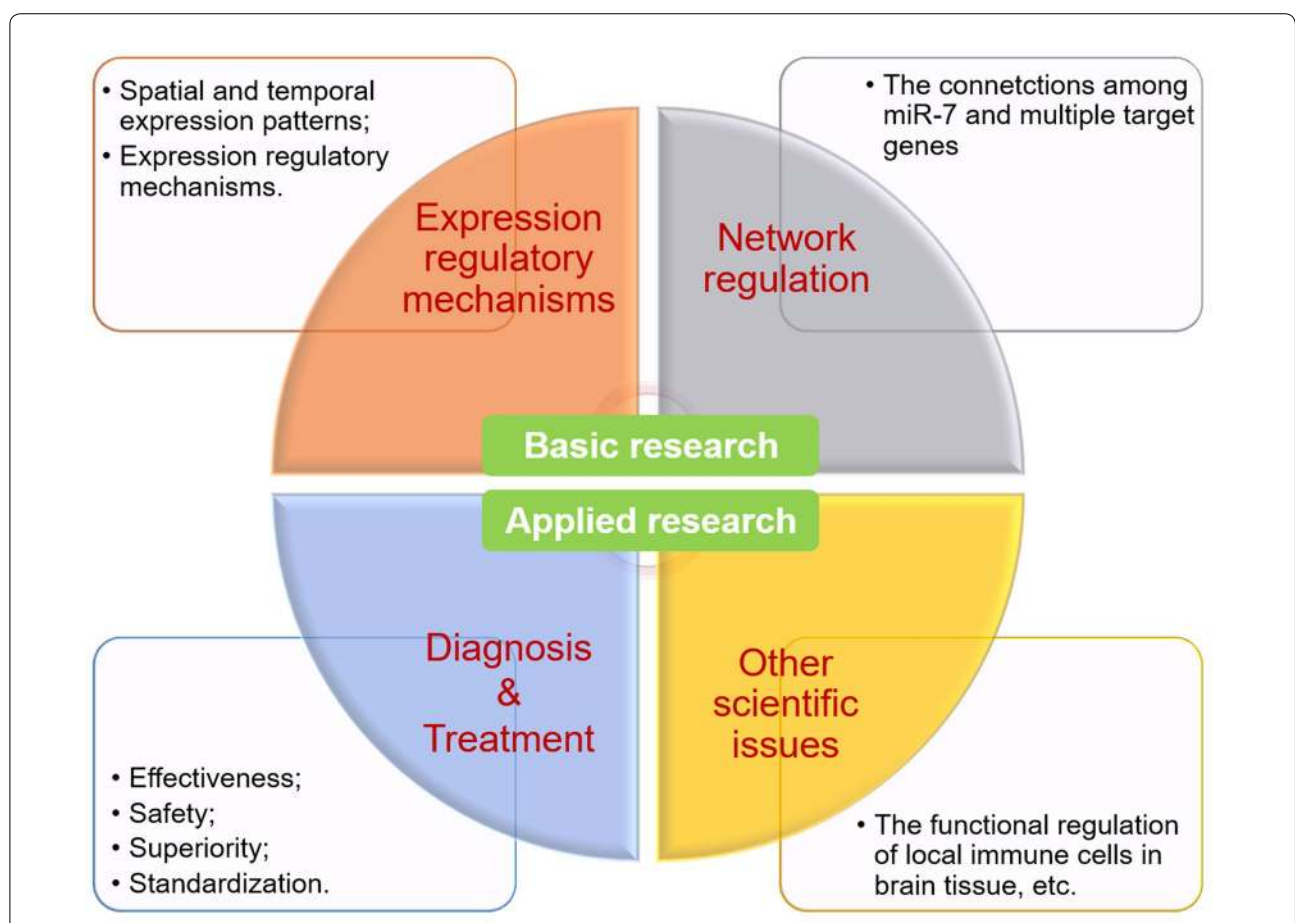 • Spatial and temporal
expression patterns;
• Expression regulatory
mechanisms.
Expression
regulatory
mechanisms
• The connetctions among
miR-7 and multiple target
genes
Network
regulation
Basic research
Applied research
Diagnosis
&
Treatment
• Effectiveness;
• Safety;
• Superiority;
• Standardization.
Other
scientific
issues
• The functional regulation
of local immune cells in
brain tissue, etc.